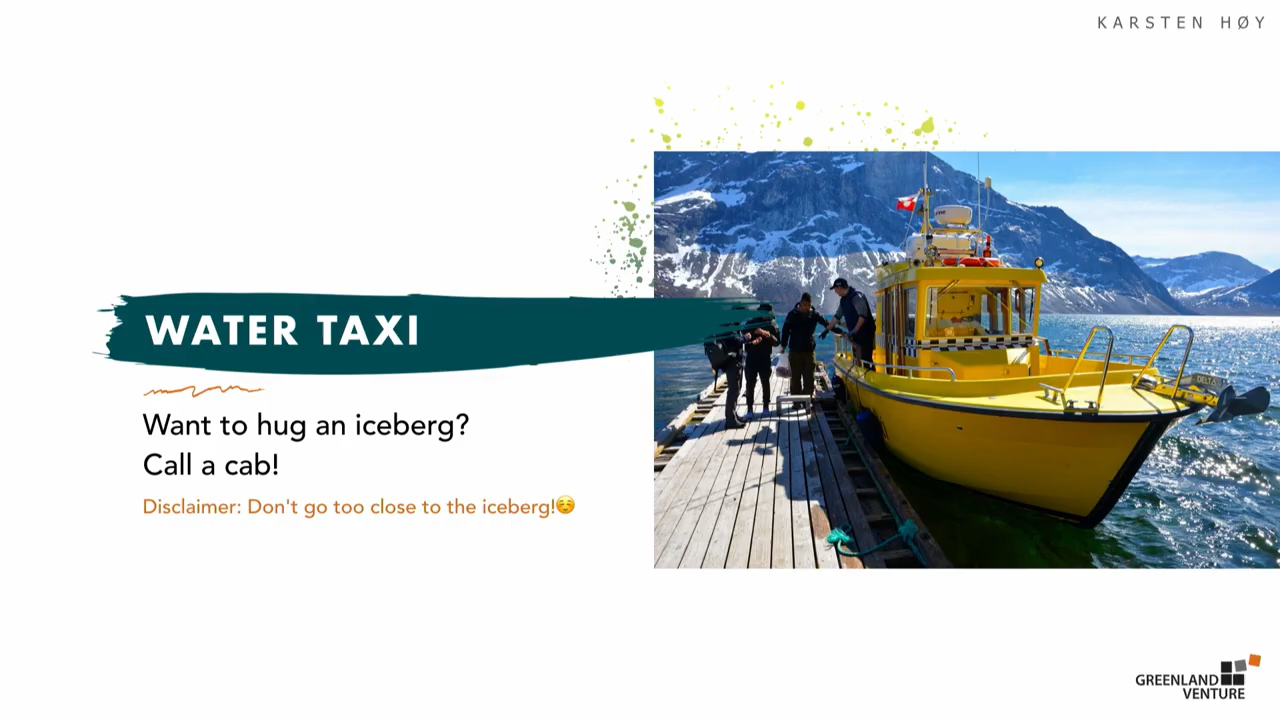 KARSTEN HØY
WATER TAXI
Want to hug an iceberg?
Call a cab!
Disclaimer: Don't go too close to the iceberg!☺️
DELTA
GREENLAND
VENTURE